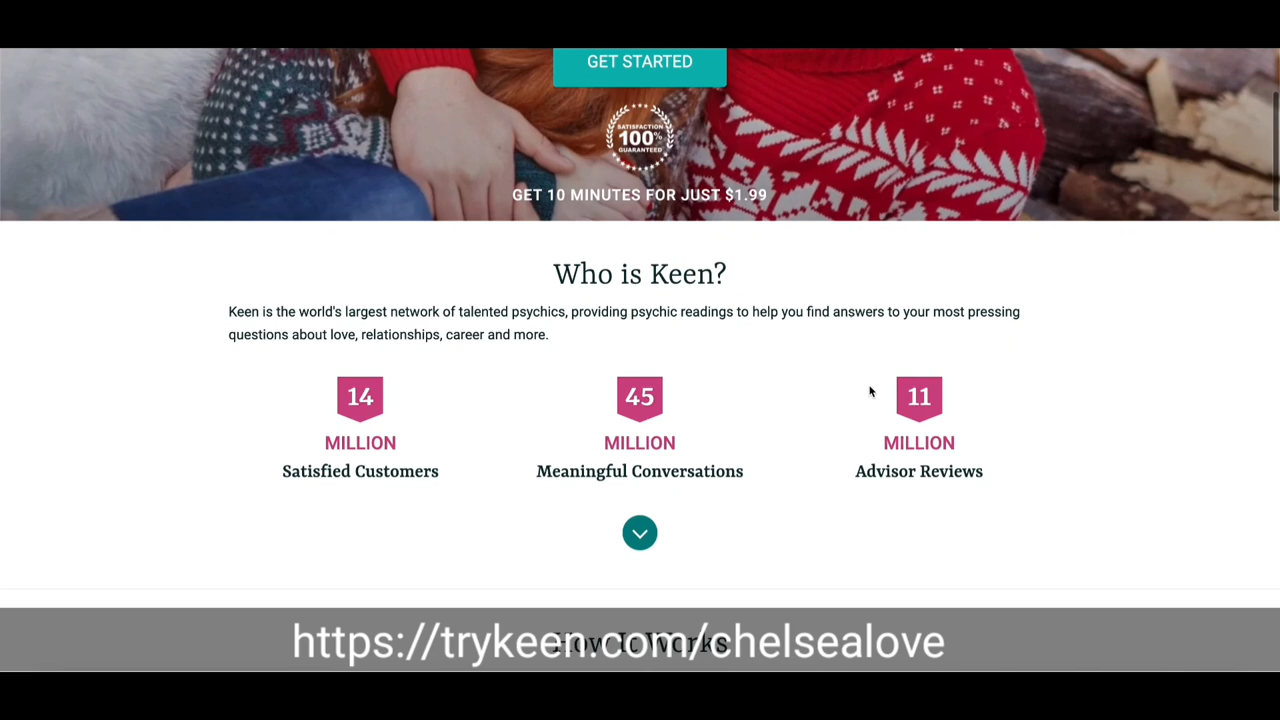 GET STARTED
SATISFACTION
100%
GUARANTEED
GET 10 MINUTES FOR JUST $1.99
Who is Keen?
Keen is the world's largest network of talented psychics, providing psychic readings to help you find answers to your most pressing
questions about love, relationships, career and more.
14 45 11
MILLION MILLION MILLION
Satisfied Customers Meaningful Conversations Advisor Reviews
How It Works
https://trykeen.com/chelsealove